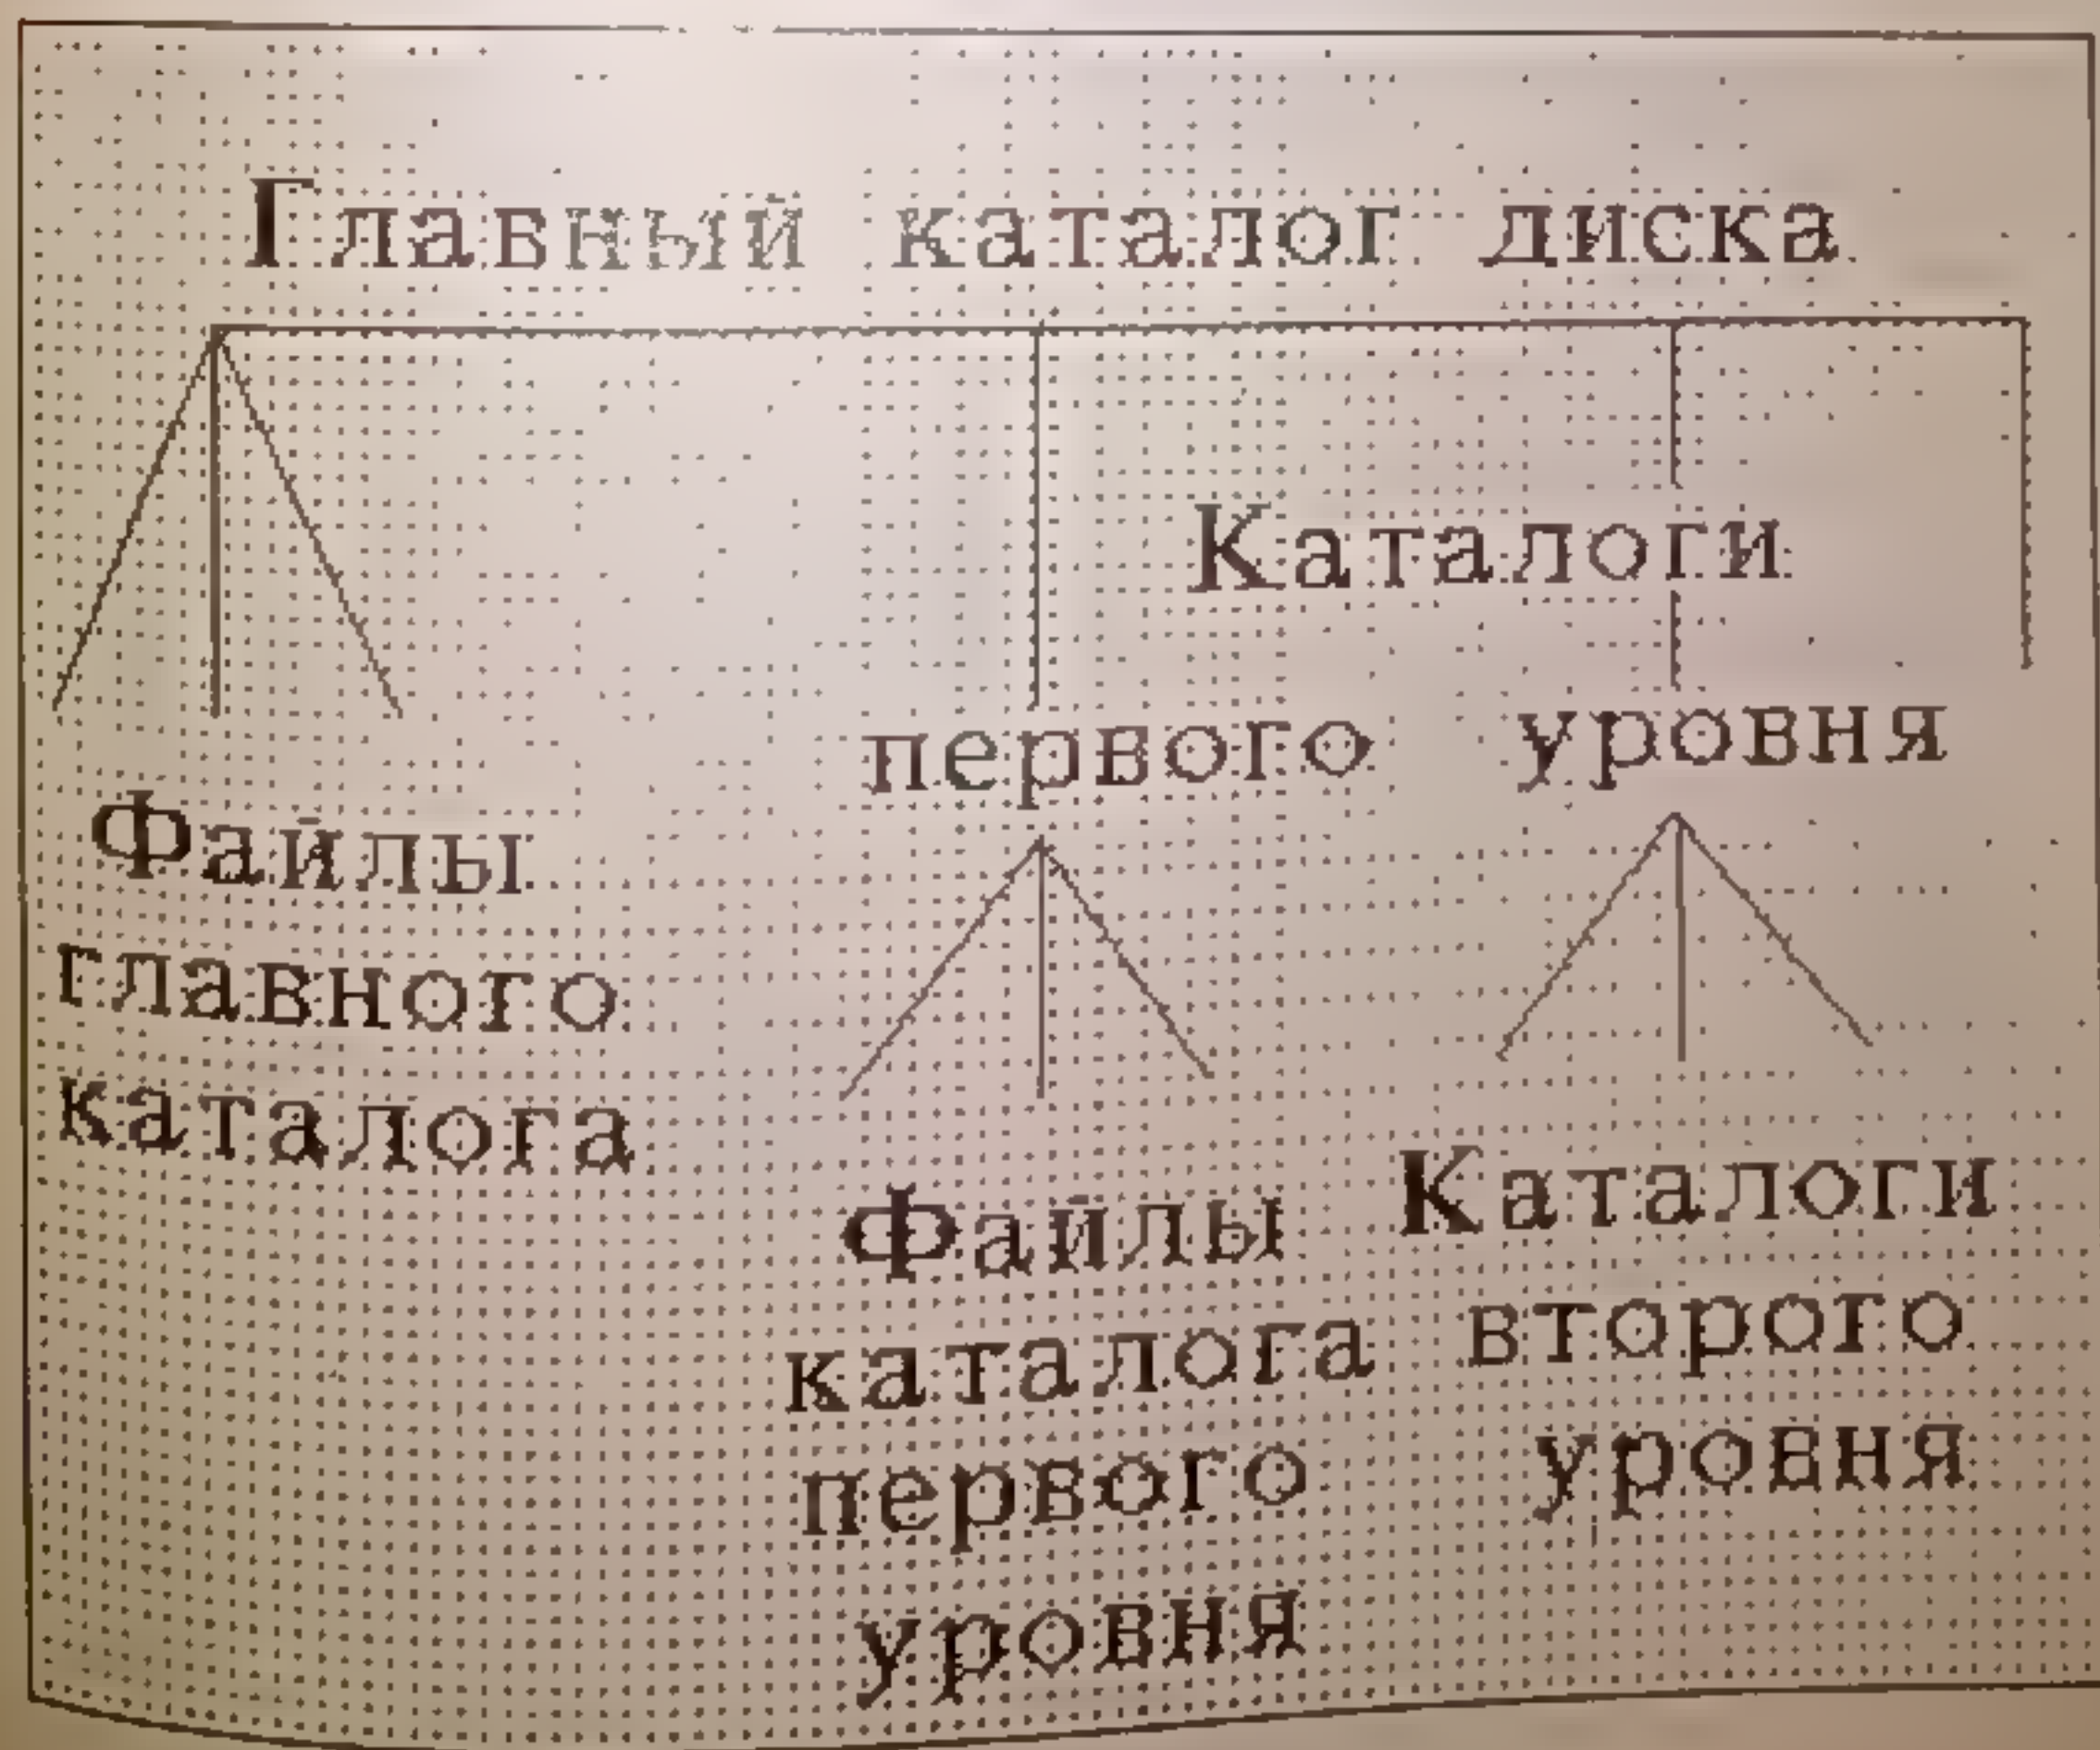 Главный каталог диска
Каталоги
первого уровня
Файлы
главного
каталога
Файлы
каталога
первого
уровня
Каталоги
второго
уровня